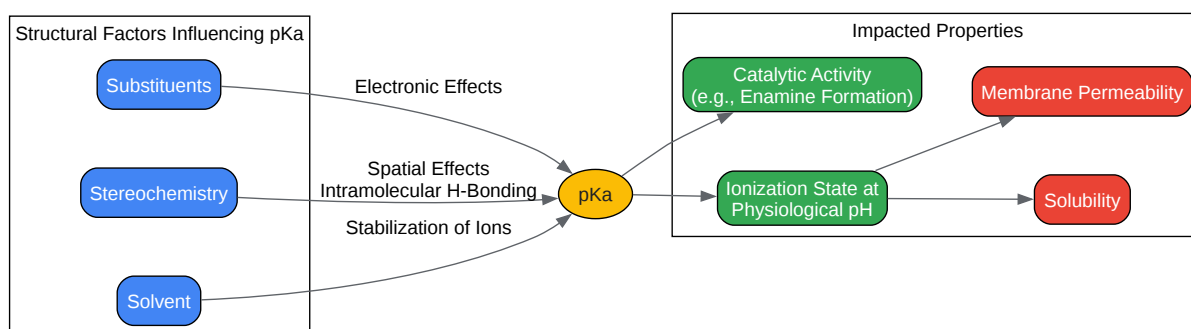 Structural Factors Influencing pKa
Substituents
Stereochemistry
Solvent
Electronic Effects
Spatial Effects
Intramolecular H-Bonding
Stabilization of Ions
pKa
Impacted Properties
Catalytic Activity
(e.g., Enamine Formation)
Ionization State at
Physiological pH
Membrane Permeability
Solubility